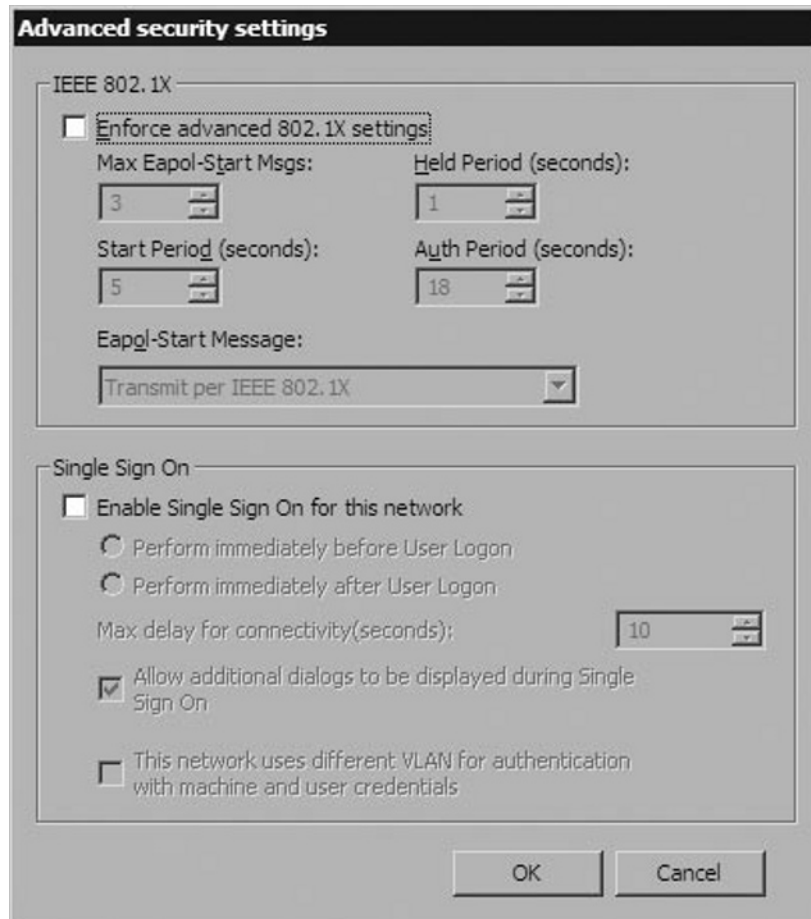 Advanced security settings
IEEE 802.1X
Enforce advanced 802.1X settings
Max Eapol-Start Msgs:
Held Period (seconds):
3
1
Start Period (seconds):
Auth Period (seconds):
5
18
Eapol-Start Message:
Transmit per IEEE 802.1X
Single Sign On
Enable Single Sign On for this network
Perform immediately before User Logon
Perform immediately after User Logon
Max delay for connectivity(seconds):
10
Allow additional dialogs to be displayed during Single
Sign On
This network uses different VLAN for authentication
with machine and user credentials
OK
Cancel